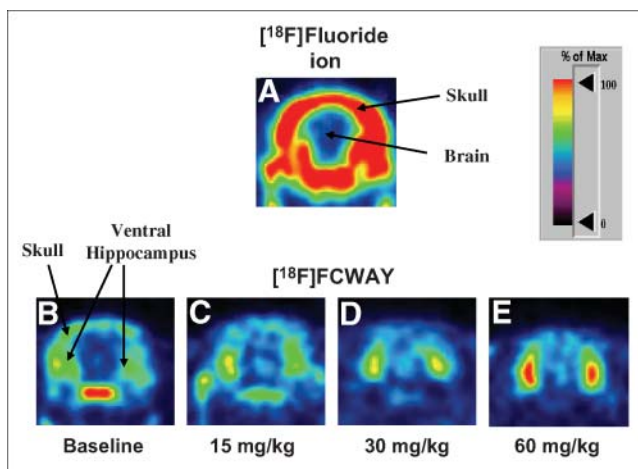 [¹⁸F]Fluoride
ion
% of Max
100
0
A
Skull
Brain
Ventral
Hippocampus
Skull
[¹⁸F]FCWAY
B
C
D
E
Baseline
15 mg/kg
30 mg/kg
60 mg/kg